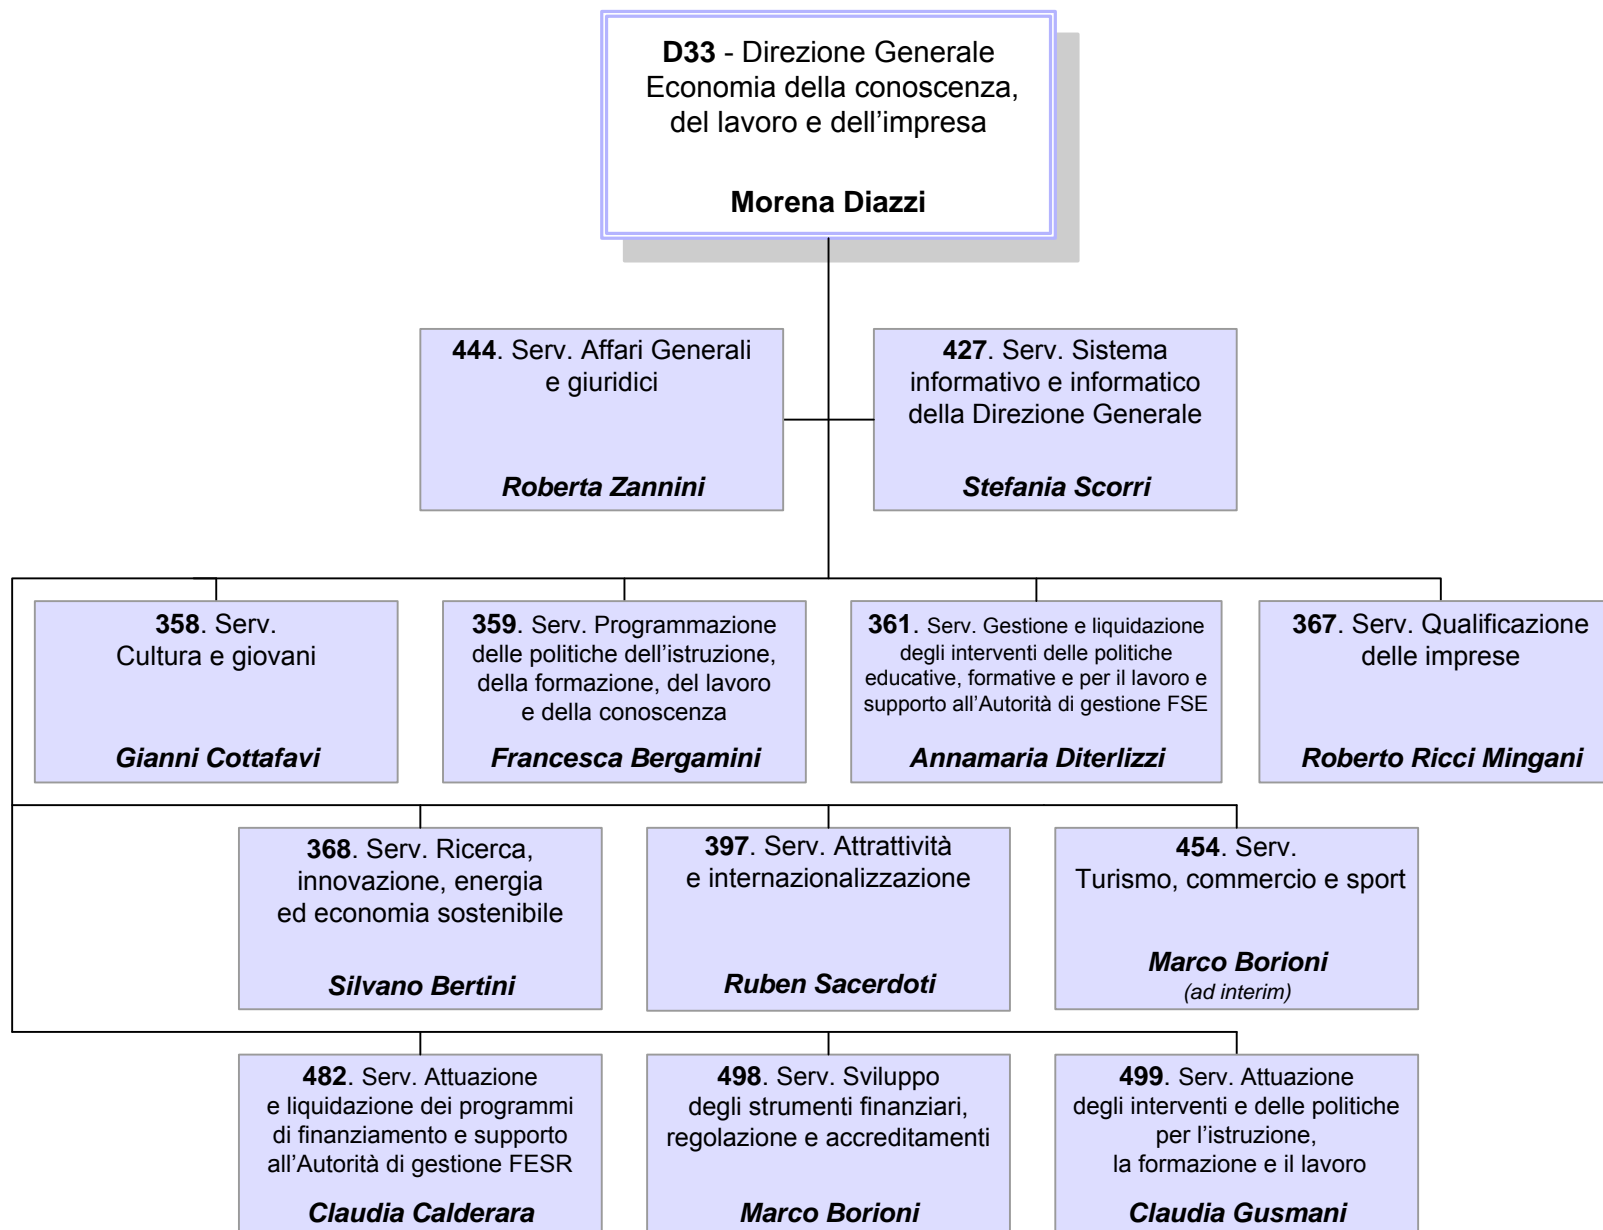 D33 - Direzione Generale
Economia della conoscenza,
del lavoro e dell’impresa
Morena Diazzi
444. Serv. Affari Generali
e giuridici
Roberta Zannini
427. Serv. Sistema
informativo e informatico
della Direzione Generale
Stefania Scorri
358. Serv.
Cultura e giovani
Gianni Cottafavi
359. Serv. Programmazione
delle politiche dell’istruzione,
della formazione, del lavoro
e della conoscenza
Francesca Bergamini
361. Serv. Gestione e liquidazione
degli interventi delle politiche
educative, formative e per il lavoro e
supporto all’Autorità di gestione FSE
Annamaria Diterlizzi
367. Serv. Qualificazione
delle imprese
Roberto Ricci Mingani
368. Serv. Ricerca,
innovazione, energia
ed economia sostenibile
Silvano Bertini
397. Serv. Attrattività
e internazionalizzazione
Ruben Sacerdoti
454. Serv.
Turismo, commercio e sport
Marco Borioni
(ad interim)
482. Serv. Attuazione
e liquidazione dei programmi
di finanziamento e supporto
all’Autorità di gestione FESR
Claudia Calderara
498. Serv. Sviluppo
degli strumenti finanziari,
regolazione e accreditamenti
Marco Borioni
499. Serv. Attuazione
degli interventi e delle politiche
per l’istruzione,
la formazione e il lavoro
Claudia Gusmani